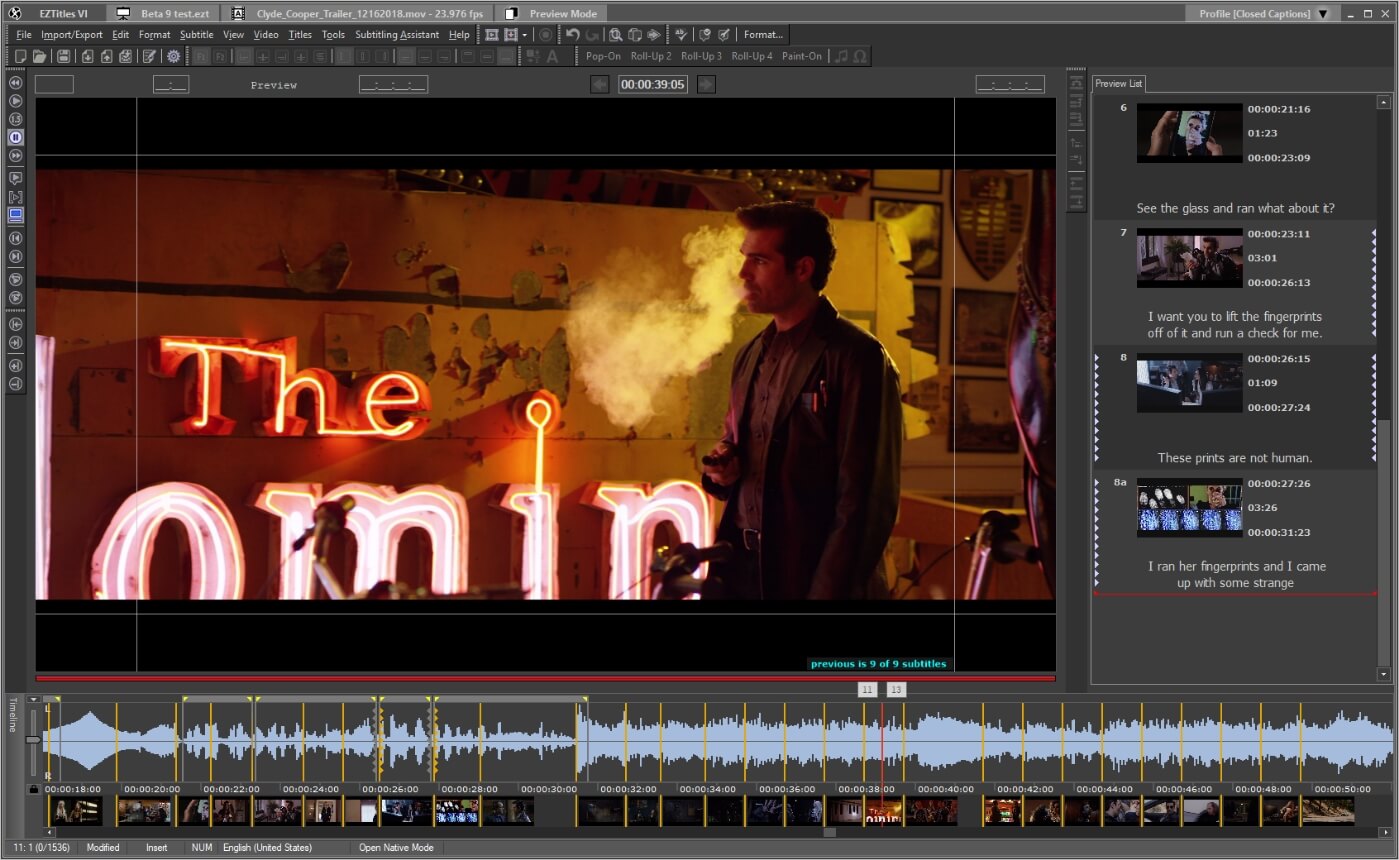 EZTitles VI
Beta 9 test.ezt
Clyde_Cooper_Trailer_12162018.mov - 23.976 fps
Preview Mode
Profile [Closed Captions]
File Import/Export Edit Format Subtitle View Video Titles Tools Subtitling Assistant Help Format...
Pop-On Roll-Up 2 Roll-Up 3 Roll-Up 4 Paint-On
Preview
00:00:39:05
Preview List
6
00:00:21:16
01:23
00:00:23:09
See the glass and ran what about it?
7
00:00:23:11
03:01
00:00:26:13
I want you to lift the fingerprints
off of it and run a check for me.
8
00:00:26:15
01:09
00:00:27:24
These prints are not human.
8a
00:00:27:26
03:26
00:00:31:23
I ran her fingerprints and I came
up with some strange
The
omin
previous is 9 of 9 subtitles
11 13
Timeline
L
R
00:00:18:00 00:00:20:00 00:00:22:00 00:00:24:00 00:00:26:00 00:00:28:00 00:00:30:00 00:00:32:00 00:00:34:00 00:00:36:00 00:00:38:00 00:00:40:00 00:00:42:00 00:00:44:00 00:00:46:00 00:00:48:00 00:00:50:00
11: 1 (0/1536) Modified Insert NUM English (United States) Open Native Mode